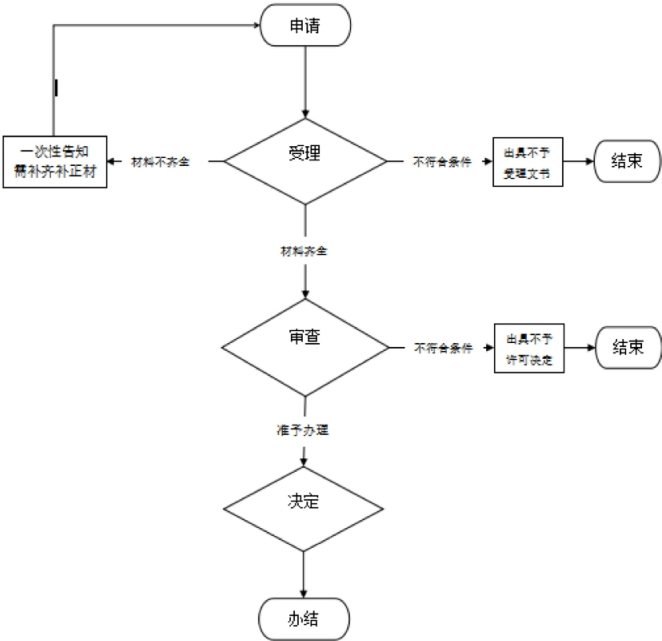 申请
一次性告知
需补齐补正材
材料不齐全
受理
不符合条件
出具不予
受理文书
结束
材料齐全
审查
不符合条件
出具不予
许可决定
结束
准予办理
决定
办结